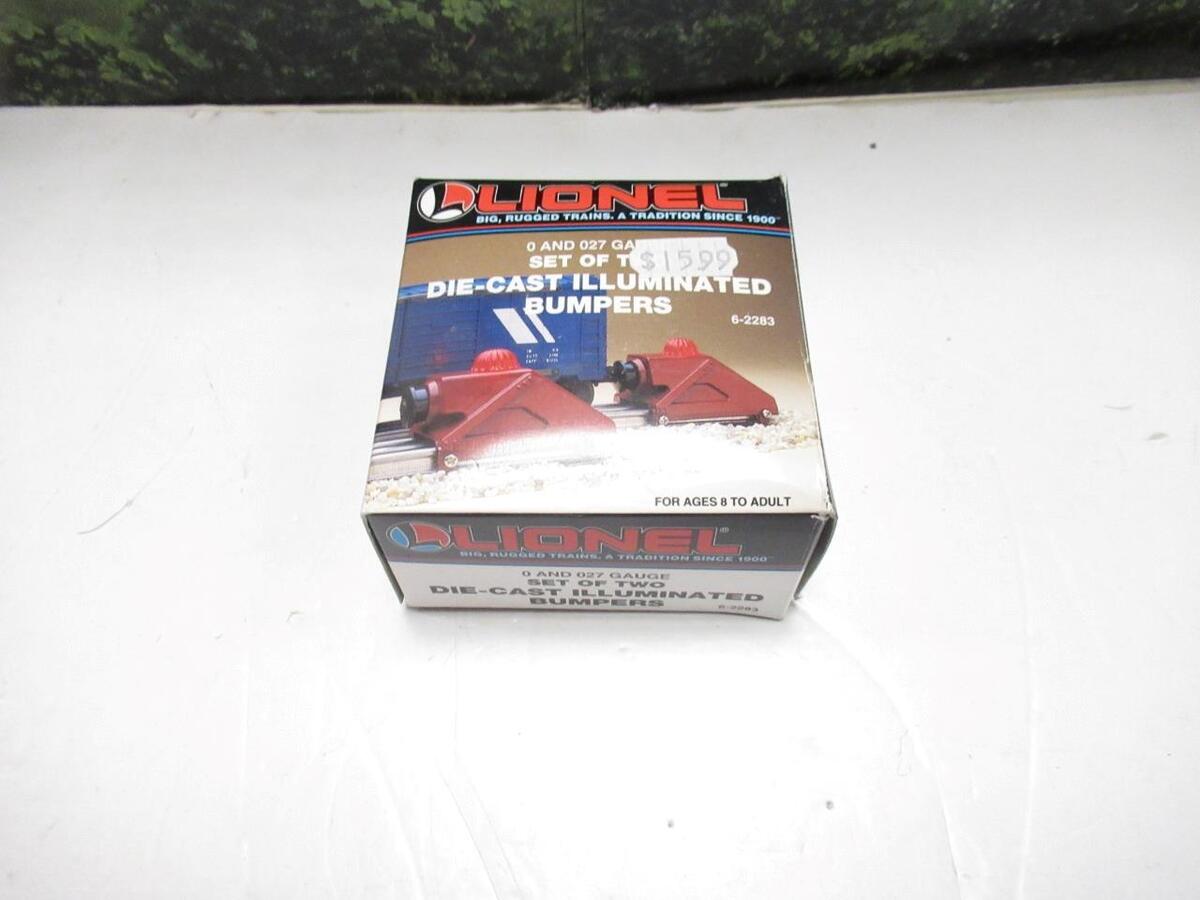 LIONEL®
BIG, RUGGED TRAINS. A TRADITION SINCE 1900™
0 AND 027 GA
SET OF T
$15.99
DIE-CAST ILLUMINATED
BUMPERS
6-2283
FOR AGES 8 TO ADULT
LIONEL®
BIG, RUGGED TRAINS. A TRADITION SINCE 1900™
0 AND 027 GAUGE
SET OF TWO
DIE-CAST ILLUMINATED
BUMPERS
6-2283